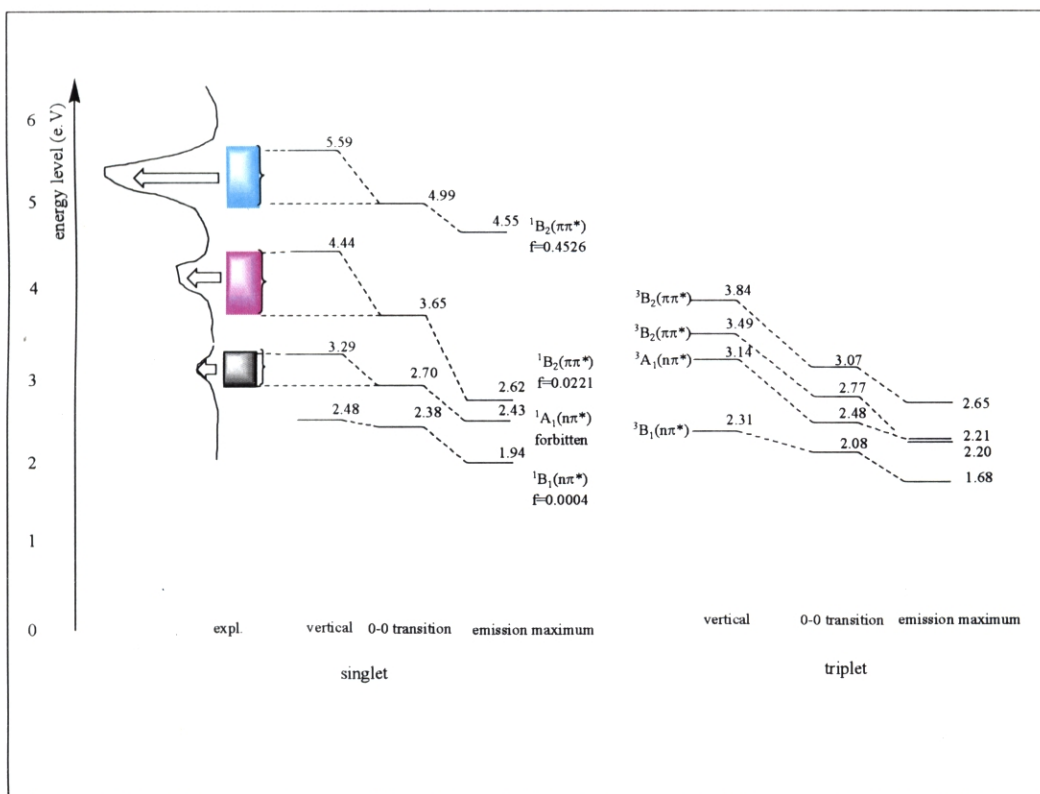 energy level (e.V)
6
5
4
3
2
1
0
5.59
4.99
4.55
¹B₂(ππ*)
f=0.4526
4.44
3.65
2.62
¹B₂(ππ*)
f=0.0221
3.29
2.70
2.43
¹A₁(nπ*)
forbitten
2.48
2.38
1.94
¹B₁(nπ*)
f=0.0004
³B₂(ππ*)
3.84
3.07
2.65
³B₂(ππ*)
3.49
2.77
2.21
³A₁(nπ*)
3.14
2.48
2.20
³B₁(nπ*)
2.31
2.08
1.68
expl. vertical 0-0 transition emission maximum
singlet
vertical 0-0 transition emission maximum
triplet